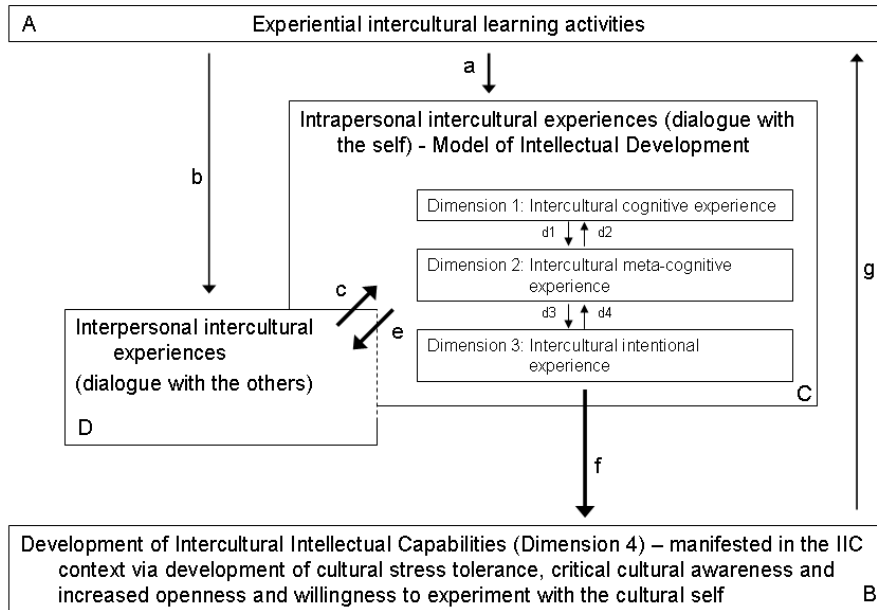 A
Experiential intercultural learning activities
a
b
Intrapersonal intercultural experiences (dialogue with
the self) - Model of Intellectual Development
Dimension 1: Intercultural cognitive experience
d1
d2
Dimension 2: Intercultural meta-cognitive
experience
d3
d4
Dimension 3: Intercultural intentional
experience
C
c
e
g
Interpersonal intercultural
experiences
(dialogue with the others)
D
f
Development of Intercultural Intellectual Capabilities (Dimension 4) – manifested in the IIC
context via development of cultural stress tolerance, critical cultural awareness and
increased openness and willingness to experiment with the cultural self
B